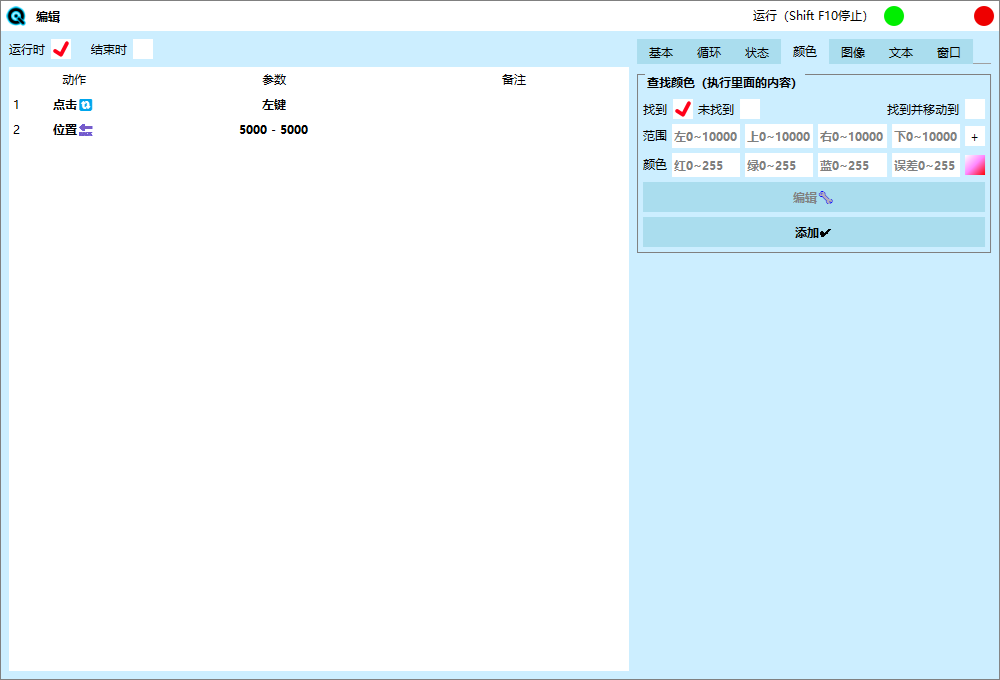 编辑 运行（Shift F10停止）
运行时 结束时
基本 循环 状态 颜色 图像 文本 窗口
动作 参数 备注
1 点击 左键
2 位置 5000 - 5000
查找颜色（执行里面的内容）
找到 未找到 找到并移动到
范围 左0~10000 上0~10000 右0~10000 下0~10000 +
颜色 红0~255 绿0~255 蓝0~255 误差0~255
编辑
添加✔